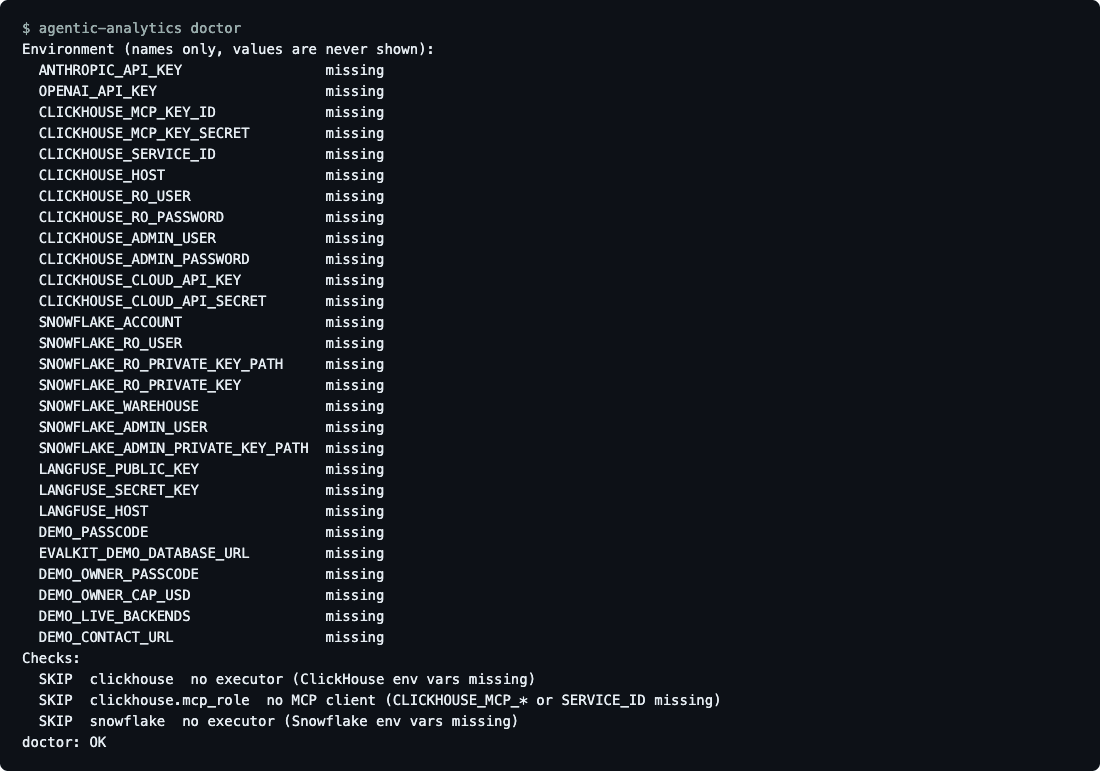 $ agentic-analytics doctor
Environment (names only, values are never shown):
ANTHROPIC_API_KEY missing
OPENAI_API_KEY missing
CLICKHOUSE_MCP_KEY_ID missing
CLICKHOUSE_MCP_KEY_SECRET missing
CLICKHOUSE_SERVICE_ID missing
CLICKHOUSE_HOST missing
CLICKHOUSE_RO_USER missing
CLICKHOUSE_RO_PASSWORD missing
CLICKHOUSE_ADMIN_USER missing
CLICKHOUSE_ADMIN_PASSWORD missing
CLICKHOUSE_CLOUD_API_KEY missing
CLICKHOUSE_CLOUD_API_SECRET missing
SNOWFLAKE_ACCOUNT missing
SNOWFLAKE_RO_USER missing
SNOWFLAKE_RO_PRIVATE_KEY_PATH missing
SNOWFLAKE_RO_PRIVATE_KEY missing
SNOWFLAKE_WAREHOUSE missing
SNOWFLAKE_ADMIN_USER missing
SNOWFLAKE_ADMIN_PRIVATE_KEY_PATH missing
LANGFUSE_PUBLIC_KEY missing
LANGFUSE_SECRET_KEY missing
LANGFUSE_HOST missing
DEMO_PASSCODE missing
EVALKIT_DEMO_DATABASE_URL missing
DEMO_OWNER_PASSCODE missing
DEMO_OWNER_CAP_USD missing
DEMO_LIVE_BACKENDS missing
DEMO_CONTACT_URL missing
Checks:
SKIP clickhouse no executor (ClickHouse env vars missing)
SKIP clickhouse.mcp_role no MCP client (CLICKHOUSE_MCP_* or SERVICE_ID missing)
SKIP snowflake no executor (Snowflake env vars missing)
doctor: OK